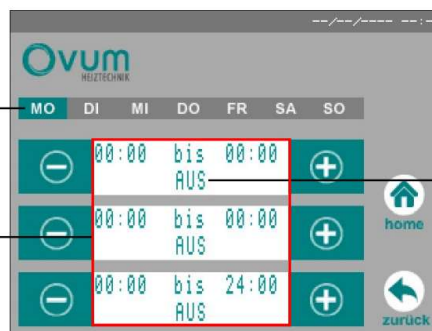 --/--/---- --:-
Ovum
HEIZTECHNIK
MO DI MI DO FR SA SO
00:00 bis 00:00
AUS
00:00 bis 00:00
AUS
home
00:00 bis 24:00
AUS
zurück